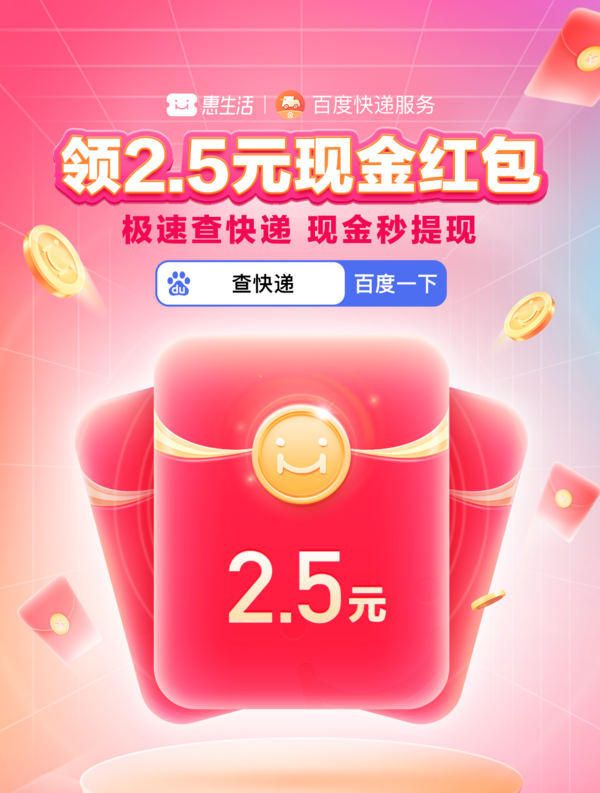 惠生活 | 百度快递服务
领2.5元现金红包
极速查快递 现金秒提现
du 查快递 百度一下
2.5元